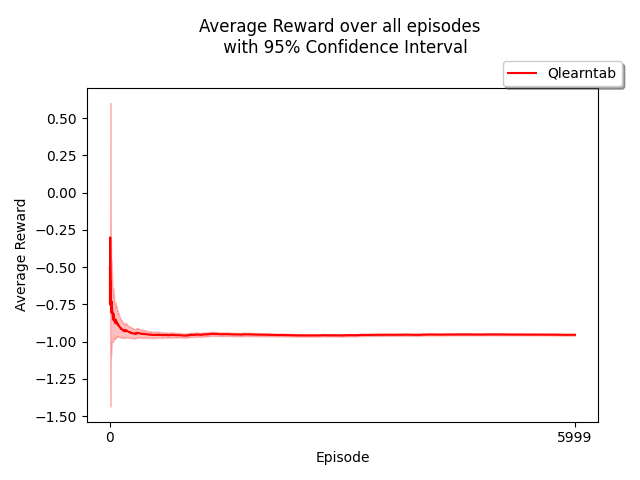 Average Reward over all episodes
with 95% Confidence Interval
Qlearntab
0.50
0.25
0.00
−0.25
−0.50
−0.75
−1.00
−1.25
−1.50
Average Reward
0 5999
Episode